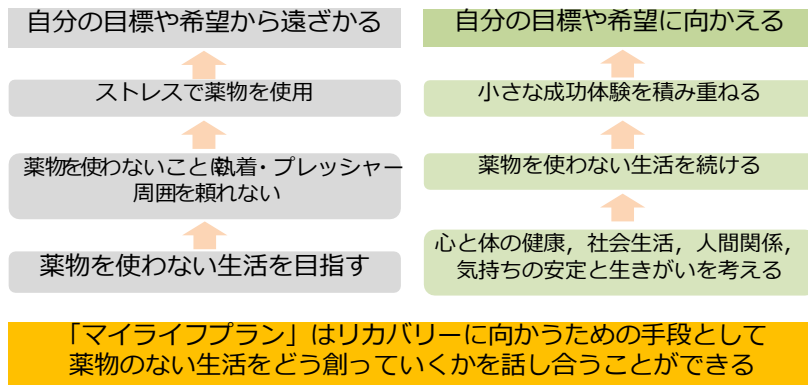 自分の目標や希望から遠ざかる
ストレスで薬物を使用
薬物を使わないことに執着・プレッシャー
周囲を頼れない
薬物を使わない生活を目指す
自分の目標や希望に向かえる
小さな成功体験を積み重ねる
薬物を使わない生活を続ける
心と体の健康，社会生活，人間関係，
気持ちの安定と生きがいを考える
「マイライフプラン」はリカバリーに向かうための手段として
薬物のない生活をどう創っていくかを話し合うことができる